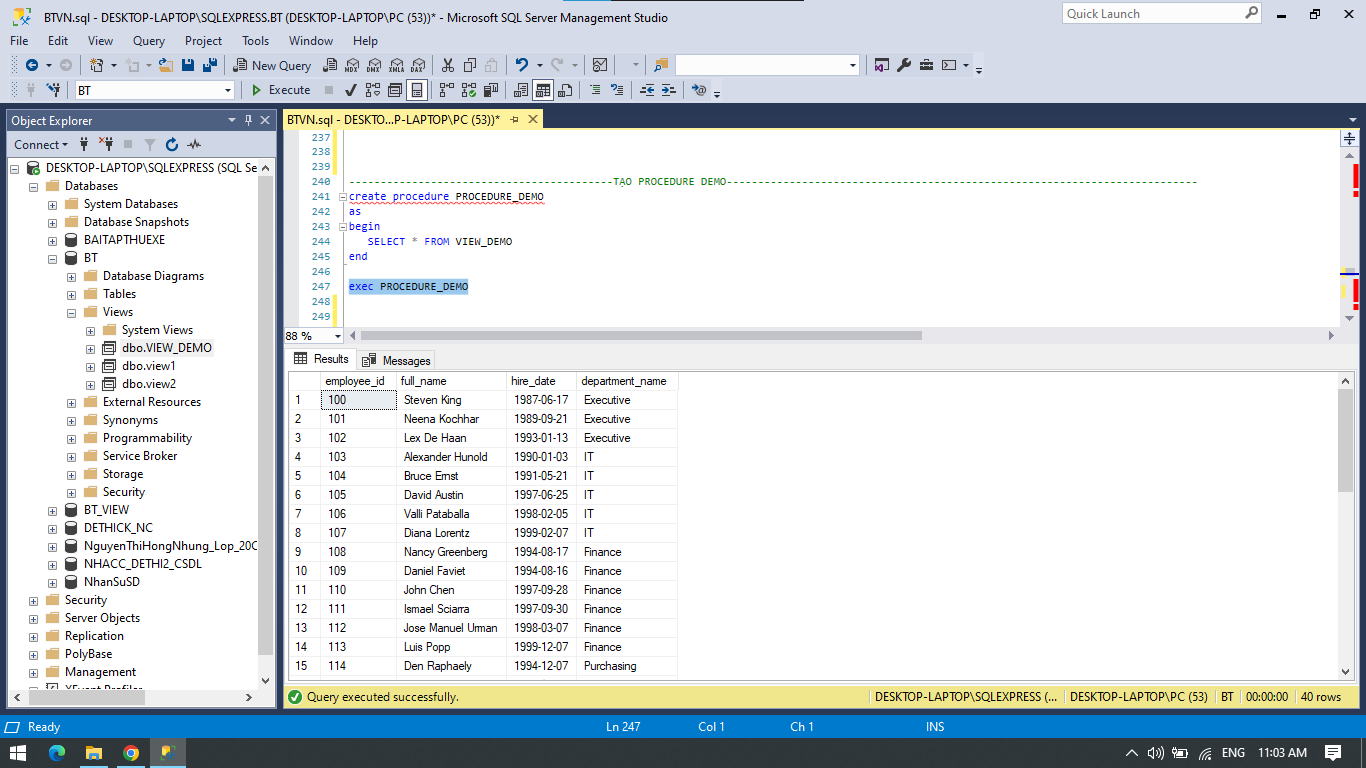 BTVN.sql - DESKTOP-LAPTOP\SQLEXPRESS.BT (DESKTOP-LAPTOP\PC (53))* - Microsoft SQL Server Management Studio
Quick Launch
File Edit View Query Project Tools Window Help
New Query
MDX DMX XMLA DAX
BT
Execute
Object Explorer
Connect
DESKTOP-LAPTOP\SQLEXPRESS (SQL Se
Databases
System Databases
Database Snapshots
BAITAPTHUEXE
BT
Database Diagrams
Tables
Views
System Views
dbo.VIEW_DEMO
dbo.view1
dbo.view2
External Resources
Synonyms
Programmability
Service Broker
Storage
Security
BT_VIEW
DETHICK_NC
NguyenThiHongNhung_Lop_20C
NHACC_DETHI2_CSDL
NhanSuSD
Security
Server Objects
Replication
PolyBase
Management
XEvent Profiler
BTVN.sql - DESKTO...P-LAPTOP\PC (53))*
237
238
239
240 ------------------------------------------TẠO PROCEDURE DEMO---------------------------------------------------------------------------
241 create procedure PROCEDURE_DEMO
242 as
243 begin
244 SELECT * FROM VIEW_DEMO
245 end
246
247 exec PROCEDURE_DEMO
248
249
88 %
Results Messages
employee_id full_name hire_date department_name
1 100 Steven King 1987-06-17 Executive
2 101 Neena Kochhar 1989-09-21 Executive
3 102 Lex De Haan 1993-01-13 Executive
4 103 Alexander Hunold 1990-01-03 IT
5 104 Bruce Ernst 1991-05-21 IT
6 105 David Austin 1997-06-25 IT
7 106 Valli Pataballa 1998-02-05 IT
8 107 Diana Lorentz 1999-02-07 IT
9 108 Nancy Greenberg 1994-08-17 Finance
10 109 Daniel Faviet 1994-08-16 Finance
11 110 John Chen 1997-09-28 Finance
12 111 Ismael Sciarra 1997-09-30 Finance
13 112 Jose Manuel Urman 1998-03-07 Finance
14 113 Luis Popp 1999-12-07 Finance
15 114 Den Raphaely 1994-12-07 Purchasing
Query executed successfully. DESKTOP-LAPTOP\SQLEXPRESS (... DESKTOP-LAPTOP\PC (53) BT 00:00:00 40 rows
Ready Ln 247 Col 1 Ch 1 INS
ENG 11:03 AM